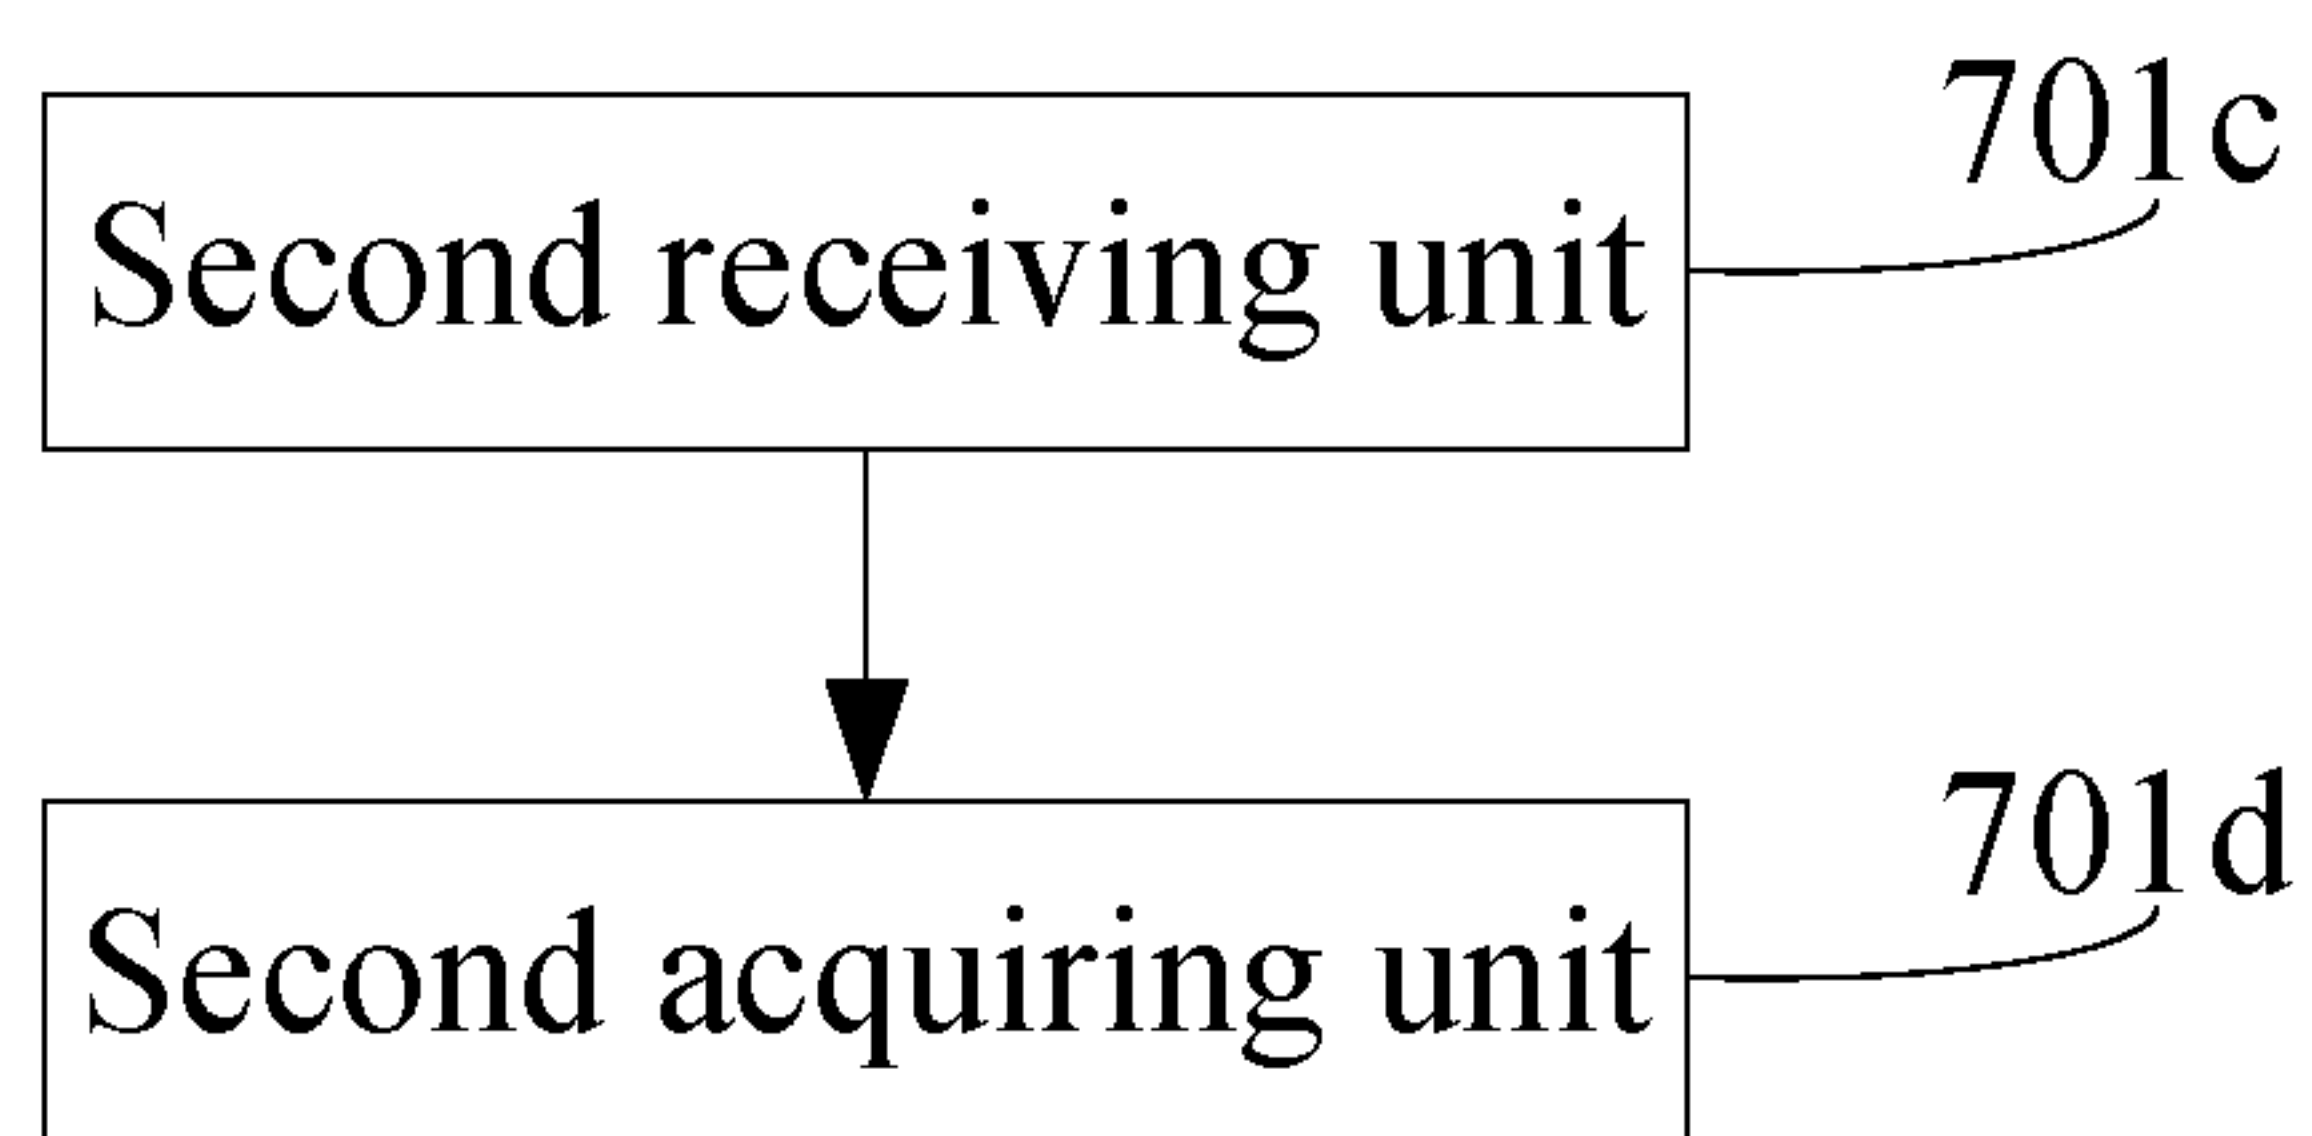 701c
Second receiving unit
701d
Second acquiring unit